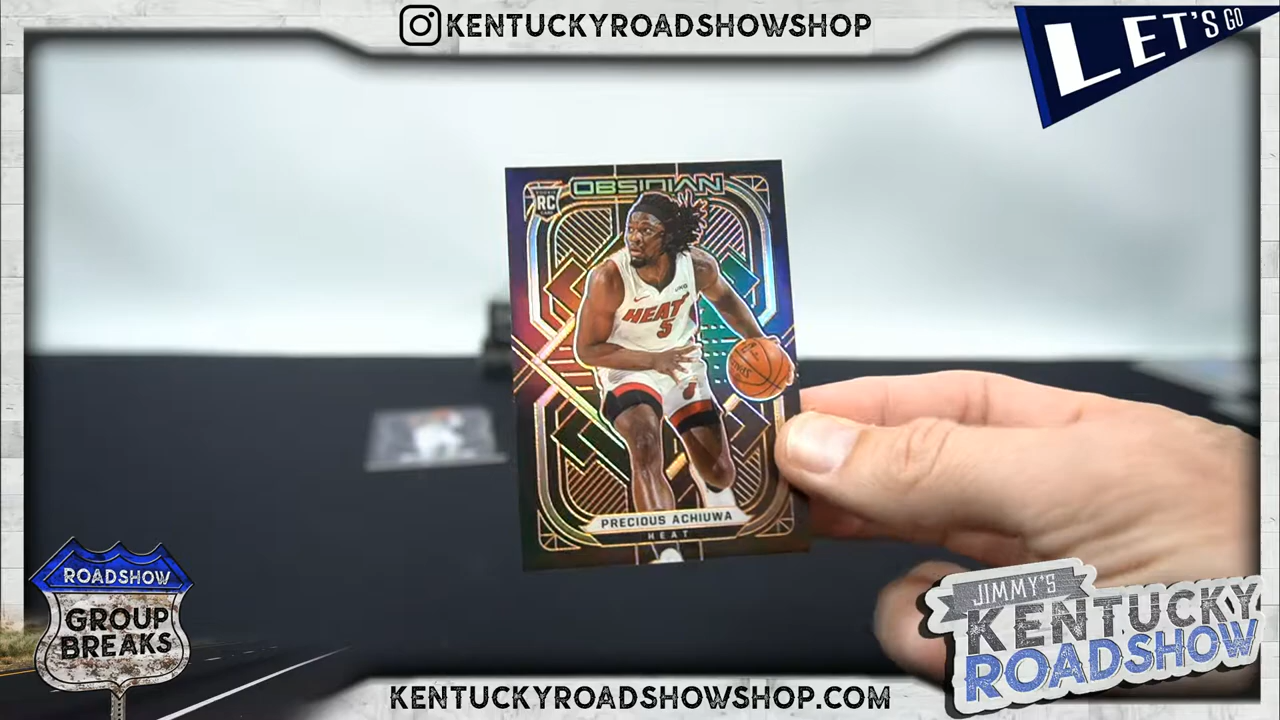 KENTUCKYROADSHOWSHOP
LET'S GO
OBSIDIAN
RC
HEAT
5
PRECIOUS ACHIUWA
HEAT
ROADSHOW
GROUP
BREAKS
JIMMY'S
KENTUCKY
ROADSHOW
KENTUCKYROADSHOWSHOP.COM